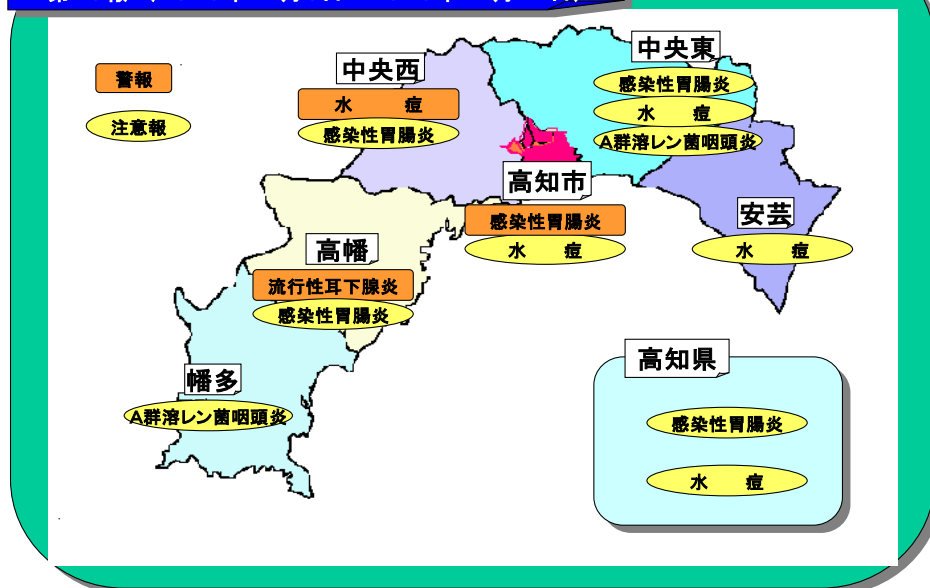 警報
注意報
中央西
水　痘
感染性胃腸炎
中央東
感染性胃腸炎
水　痘
A群溶レン菌咽頭炎
高知市
感染性胃腸炎
水　痘
安芸
水　痘
高幡
流行性耳下腺炎
感染性胃腸炎
幡多
A群溶レン菌咽頭炎
高知県
感染性胃腸炎
水　痘